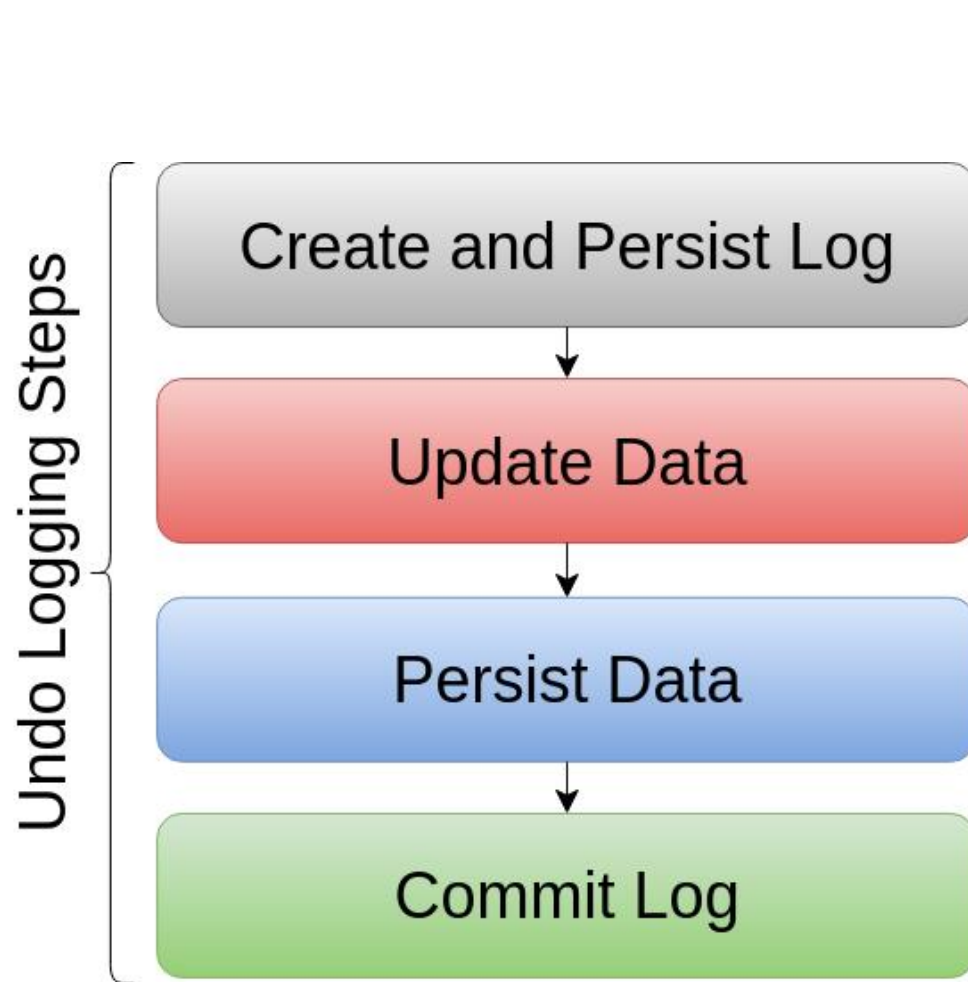 Undo Logging Steps
Create and Persist Log
Update Data
Persist Data
Commit Log